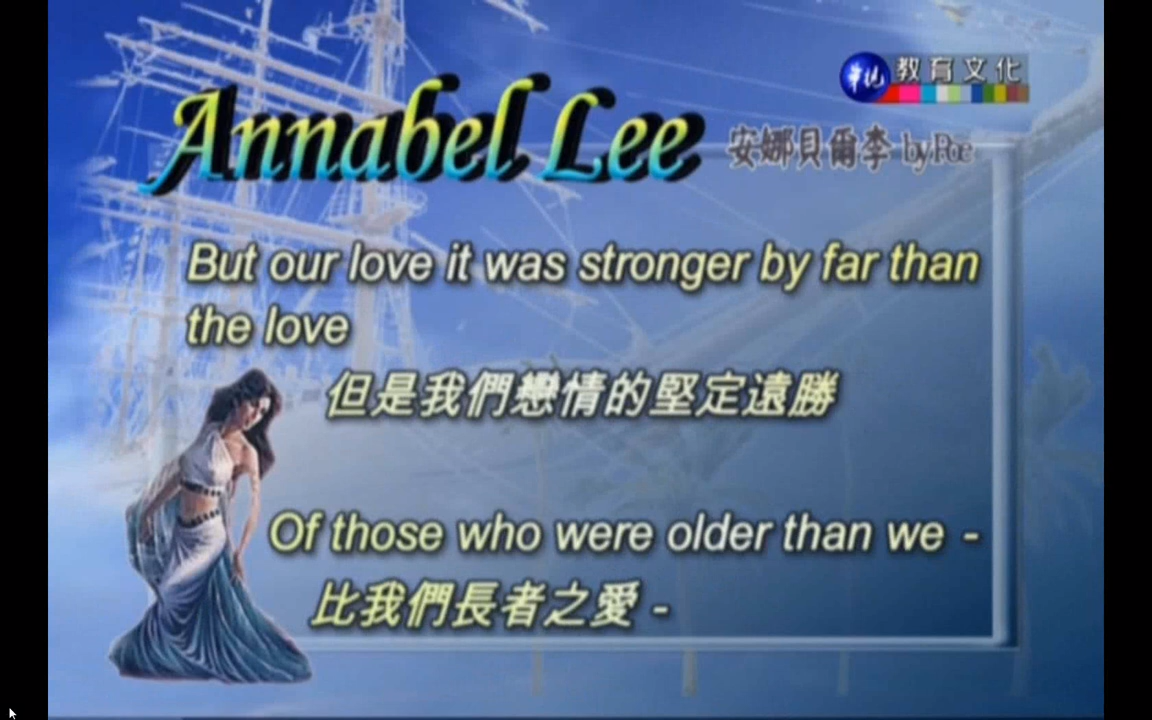 華視 教育文化
Annabel Lee 安娜貝爾李 by Poe
But our love it was stronger by far than
the love
但是我們戀情的堅定遠勝
Of those who were older than we -
比我們長者之愛 -